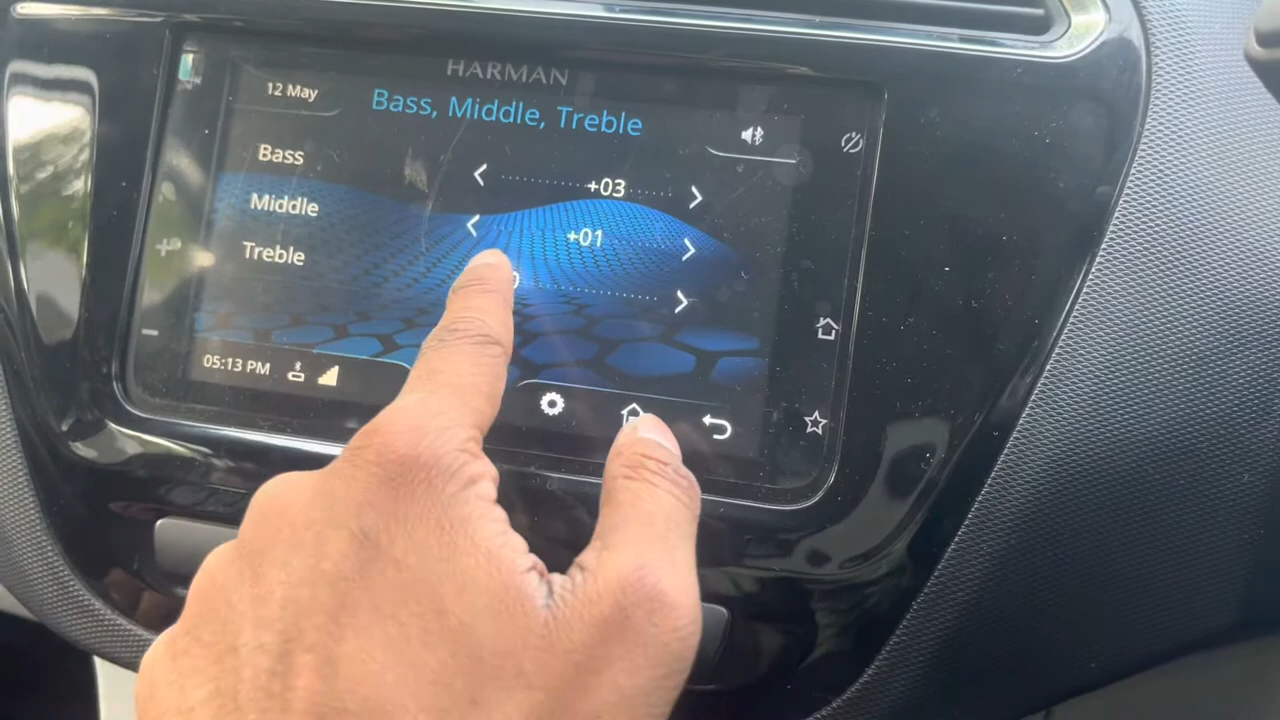 HARMAN
12 May
Bass, Middle, Treble
Bass
+03
Middle
+01
Treble
05:13 PM